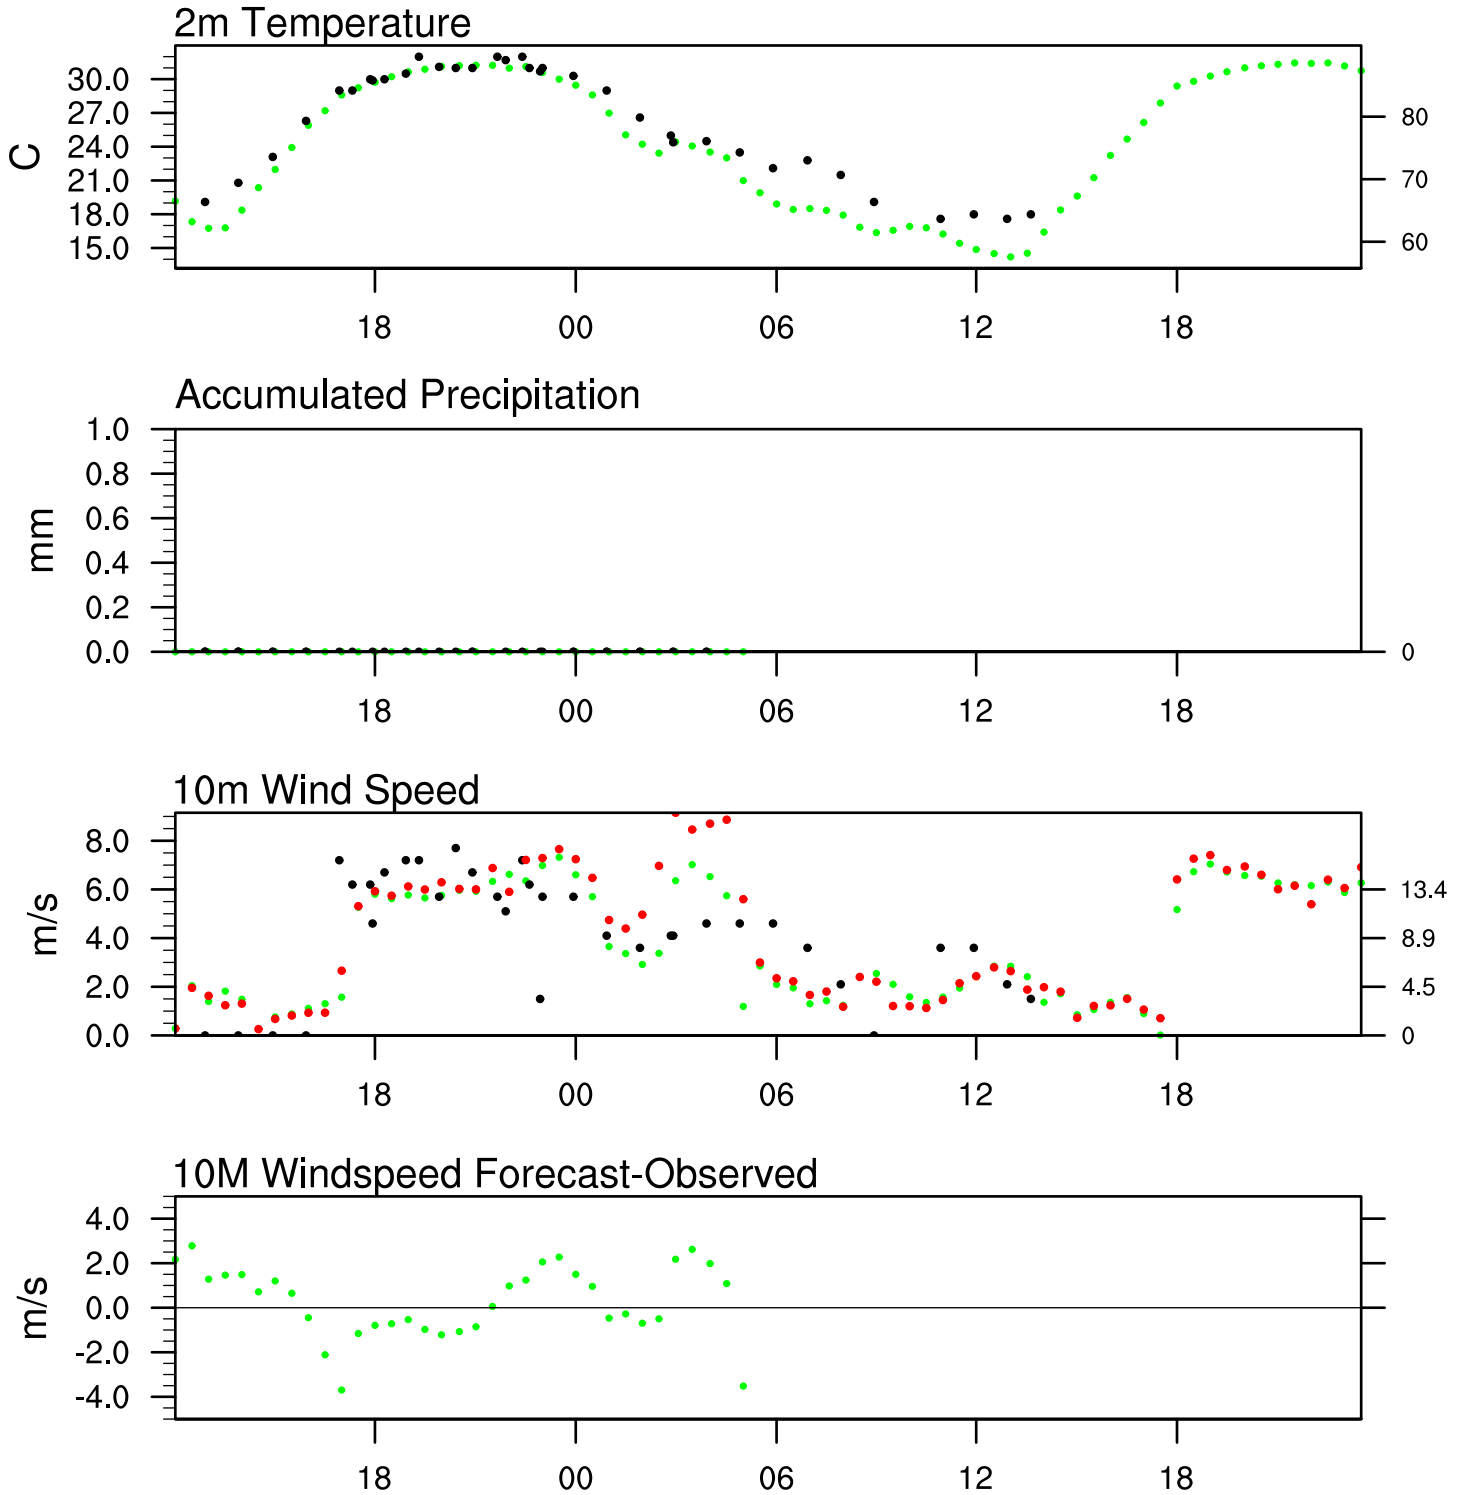 2m Temperature
30.0
27.0
24.0
21.0
18.0
15.0
C
80
70
60
18 00 06 12 18
Accumulated Precipitation
1.0
0.8
0.6
0.4
0.2
0.0
mm
0
18 00 06 12 18
10m Wind Speed
8.0
6.0
4.0
2.0
0.0
m/s
13.4
8.9
4.5
0
18 00 06 12 18
10M Windspeed Forecast-Observed
4.0
2.0
0.0
-2.0
-4.0
m/s
18 00 06 12 18